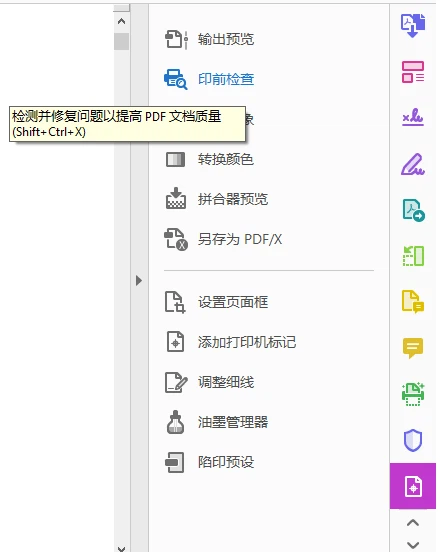 输出预览
印前检查
检测并修复问题以提高 PDF 文档质量
(Shift+Ctrl+X)
象
转换颜色
拼合器预览
另存为 PDF/X
设置页面框
添加打印机标记
调整细线
油墨管理器
陷印预设